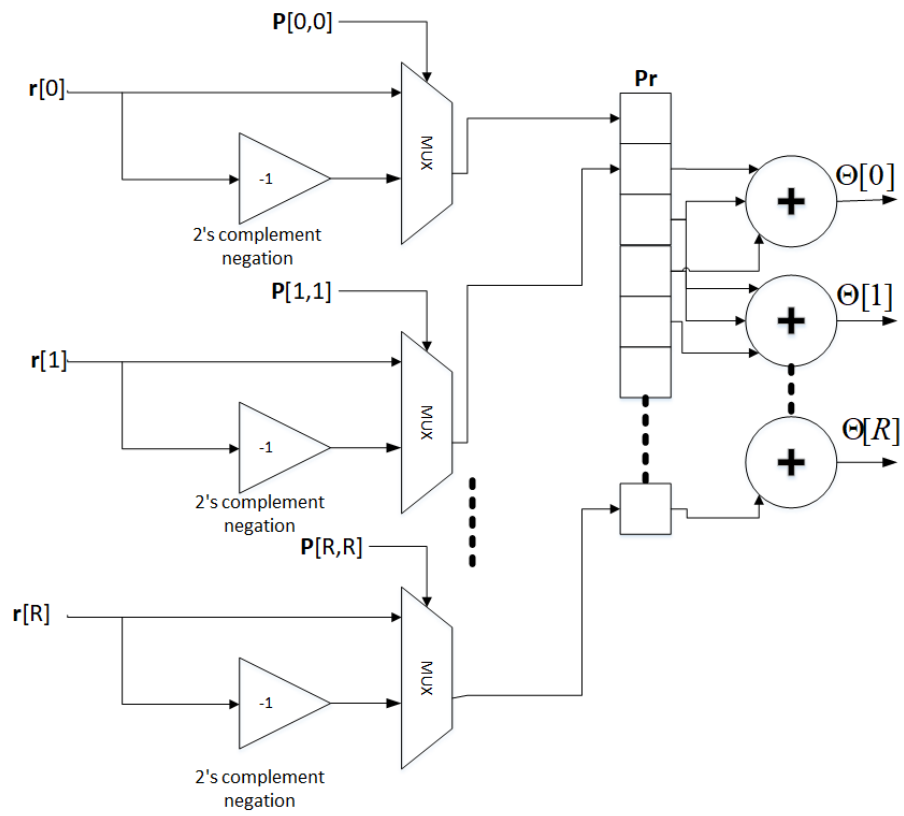 P[0,0]
r[0]
MUX
-1
2's complement
negation
Pr
+
Θ[0]
P[1,1]
r[1]
MUX
-1
2's complement
negation
+
Θ[1]
P[R,R]
r[R]
MUX
-1
2's complement
negation
+
Θ[R]